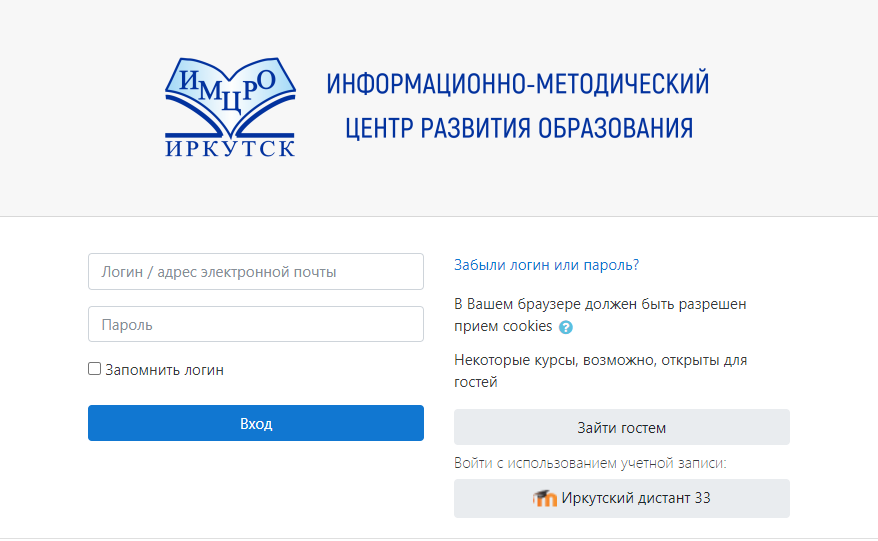 ИМЦРО
ИРКУТСК
ИНФОРМАЦИОННО-МЕТОДИЧЕСКИЙ
ЦЕНТР РАЗВИТИЯ ОБРАЗОВАНИЯ
Логин / адрес электронной почты
Пароль
Запомнить логин
Вход
Забыли логин или пароль?
В Вашем браузере должен быть разрешен
прием cookies ?
Некоторые курсы, возможно, открыты для
гостей
Зайти гостем
Войти с использованием учетной записи:
Иркутский дистант 33